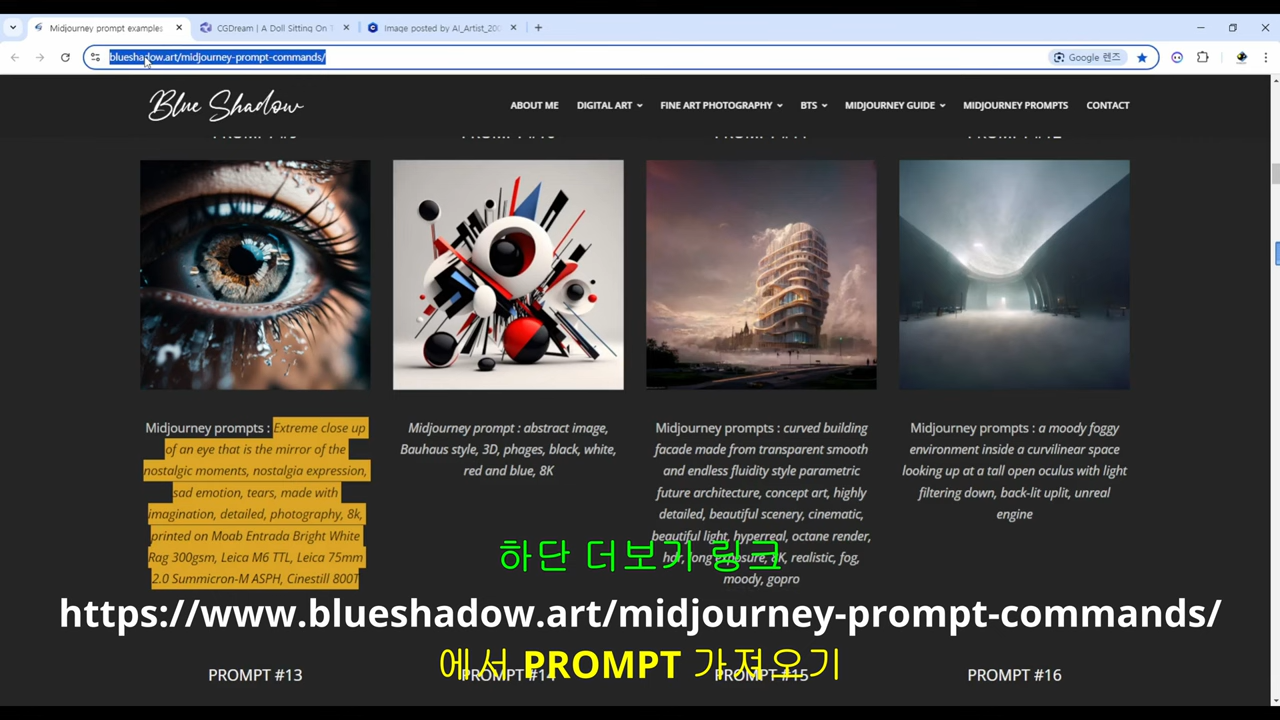 Midjourney prompt examples
CGDream | A Doll Sitting On T
Image posted by AI_Artist_200
blueshadow.art/midjourney-prompt-commands/
Google 렌즈
Blue Shadow
ABOUT ME
DIGITAL ART
FINE ART PHOTOGRAPHY
BTS
MIDJOURNEY GUIDE
MIDJOURNEY PROMPTS
CONTACT
Midjourney prompts : Extreme close up
of an eye that is the mirror of the
nostalgic moments, nostalgia expression,
sad emotion, tears, made with
imagination, detailed, photography, 8k,
printed on Moab Entrada Bright White
Rag 300gsm, Leica M6 TTL, Leica 75mm
2.0 Summicron-M ASPH, Cinestill 800T
Midjourney prompt : abstract image,
Bauhaus style, 3D, phages, black, white,
red and blue, 8K
Midjourney prompts : curved building
facade made from transparent smooth
and endless fluidity style parametric
future architecture, concept art, highly
detailed, beautiful scenery, cinematic,
beautiful light, hyperreal, octane render,
hdr, long exposure, 8K, realistic, fog,
moody, gopro
Midjourney prompts : a moody foggy
environment inside a curvilinear space
looking up at a tall open oculus with light
filtering down, back-lit uplit, unreal
engine
하단 더보기 링크
https://www.blueshadow.art/midjourney-prompt-commands/
에서 PROMPT 가져오기
PROMPT #13
PROMPT #14
PROMPT #15
PROMPT #16